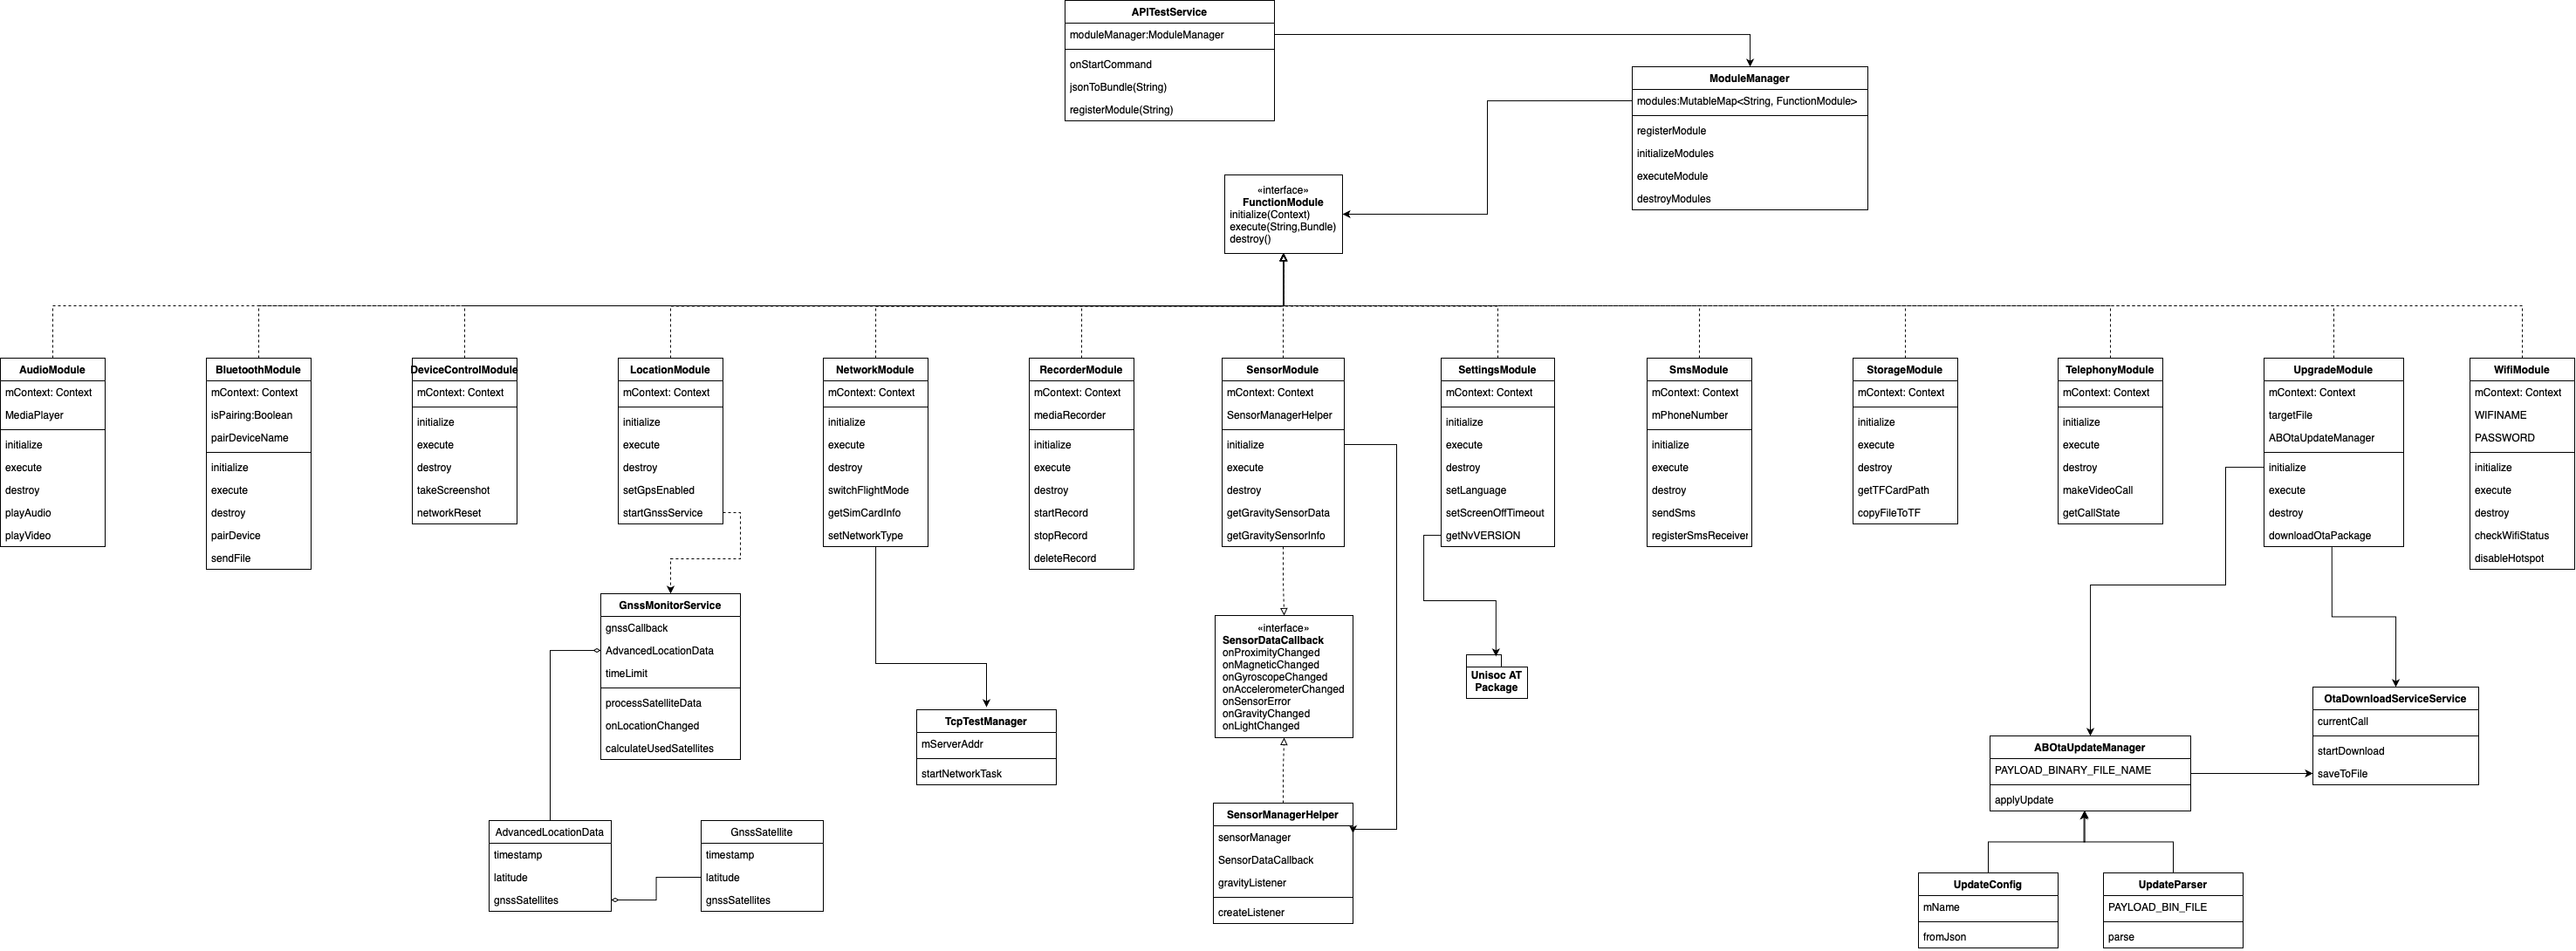 APITestService
moduleManager:ModuleManager
onStartCommand
jsonToBundle(String)
registerModule(String)
ModuleManager
modules:MutableMap<String, FunctionModule>
registerModule
initializeModules
executeModule
destroyModules
«interface»
FunctionModule
initialize(Context)
execute(String,Bundle)
destroy()
AudioModule
mContext: Context
MediaPlayer
initialize
execute
destroy
playAudio
playVideo
BluetoothModule
mContext: Context
isPairing:Boolean
pairDeviceName
initialize
execute
destroy
pairDevice
sendFile
DeviceControlModule
mContext: Context
initialize
execute
destroy
takeScreenshot
networkReset
LocationModule
mContext: Context
initialize
execute
destroy
setGpsEnabled
startGnssService
NetworkModule
mContext: Context
initialize
execute
destroy
switchFlightMode
getSimCardInfo
setNetworkType
RecorderModule
mContext: Context
mediaRecorder
initialize
execute
destroy
startRecord
stopRecord
deleteRecord
SensorModule
mContext: Context
SensorManagerHelper
initialize
execute
destroy
getGravitySensorData
getGravitySensorInfo
SettingsModule
mContext: Context
initialize
execute
destroy
setLanguage
setScreenOffTimeout
getNvVERSION
SmsModule
mContext: Context
mPhoneNumber
initialize
execute
destroy
sendSms
registerSmsReceiver
StorageModule
mContext: Context
initialize
execute
destroy
getTFCardPath
copyFileToTF
TelephonyModule
mContext: Context
initialize
execute
destroy
makeVideoCall
getCallState
UpgradeModule
mContext: Context
targetFile
ABOtaUpdateManager
initialize
execute
destroy
downloadOtaPackage
WifiModule
mContext: Context
WIFINAME
PASSWORD
initialize
execute
destroy
checkWifiStatus
disableHotspot
GnssMonitorService
gnssCallback
AdvancedLocationData
timeLimit
processSatelliteData
onLocationChanged
calculateUsedSatellites
«interface»
SensorDataCallback
onProximityChanged
onMagneticChanged
onGyroscopeChanged
onAccelerometerChanged
onSensorError
onGravityChanged
onLightChanged
Unisoc AT
Package
TcpTestManager
mServerAddr
startNetworkTask
OtaDownloadServiceService
currentCall
startDownload
saveToFile
ABOtaUpdateManager
PAYLOAD_BINARY_FILE_NAME
applyUpdate
AdvancedLocationData
timestamp
latitude
gnssSatellites
GnssSatellite
timestamp
latitude
gnssSatellites
SensorManagerHelper
sensorManager
SensorDataCallback
gravityListener
createListener
UpdateConfig
mName
fromJson
UpdateParser
PAYLOAD_BIN_FILE
parse